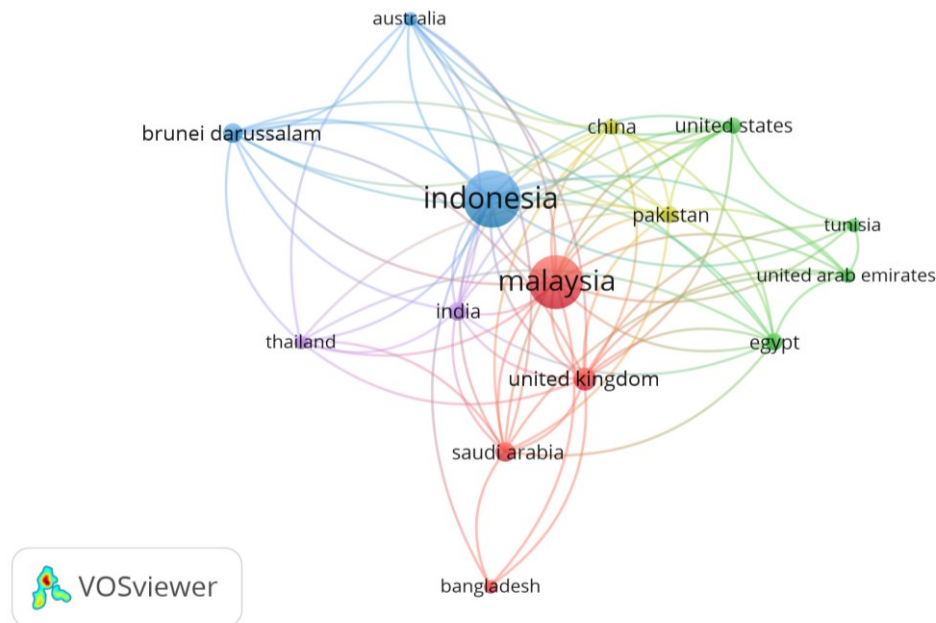 australia
brunei darussalam
china
united states
indonesia
pakistan
tunisia
malaysia
united arab emirates
india
thailand
egypt
united kingdom
saudi arabia
bangladesh
VOSviewer